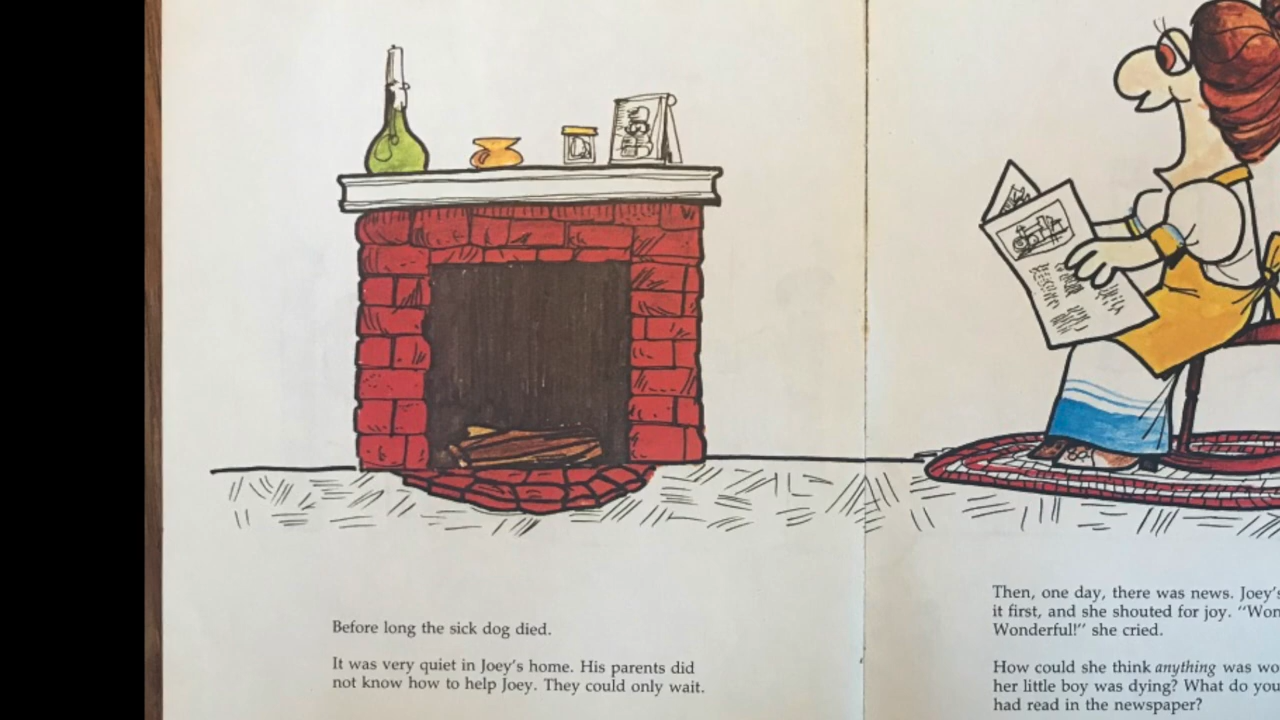 Before long the sick dog died.
It was very quiet in Joey's home. His parents did
not know how to help Joey. They could only wait.
Then, one day, there was news. Joey's
it first, and she shouted for joy. "Won
Wonderful!" she cried.
How could she think anything was wo
her little boy was dying? What do you
had read in the newspaper?